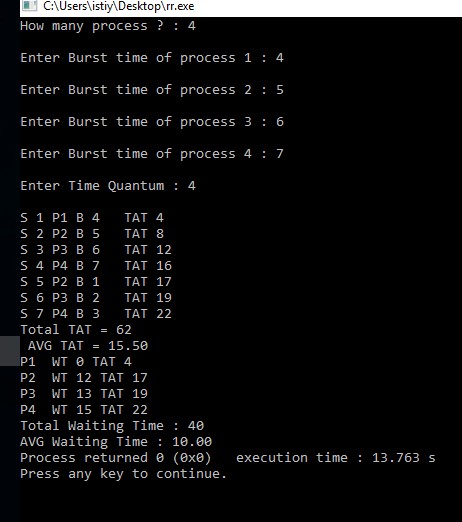 C:\Users\istiy\Desktop\rr.exe
How many process ? : 4
Enter Burst time of process 1 : 4
Enter Burst time of process 2 : 5
Enter Burst time of process 3 : 6
Enter Burst time of process 4 : 7
Enter Time Quantum : 4
S 1 P1 B 4   TAT 4
S 2 P2 B 5   TAT 8
S 3 P3 B 6   TAT 12
S 4 P4 B 7   TAT 16
S 5 P2 B 1   TAT 17
S 6 P3 B 2   TAT 19
S 7 P4 B 3   TAT 22
Total TAT = 62
 AVG TAT = 15.50
P1  WT 0 TAT 4
P2  WT 12 TAT 17
P3  WT 13 TAT 19
P4  WT 15 TAT 22
Total Waiting Time : 40
AVG Waiting Time : 10.00
Process returned 0 (0x0)   execution time : 13.763 s
Press any key to continue.